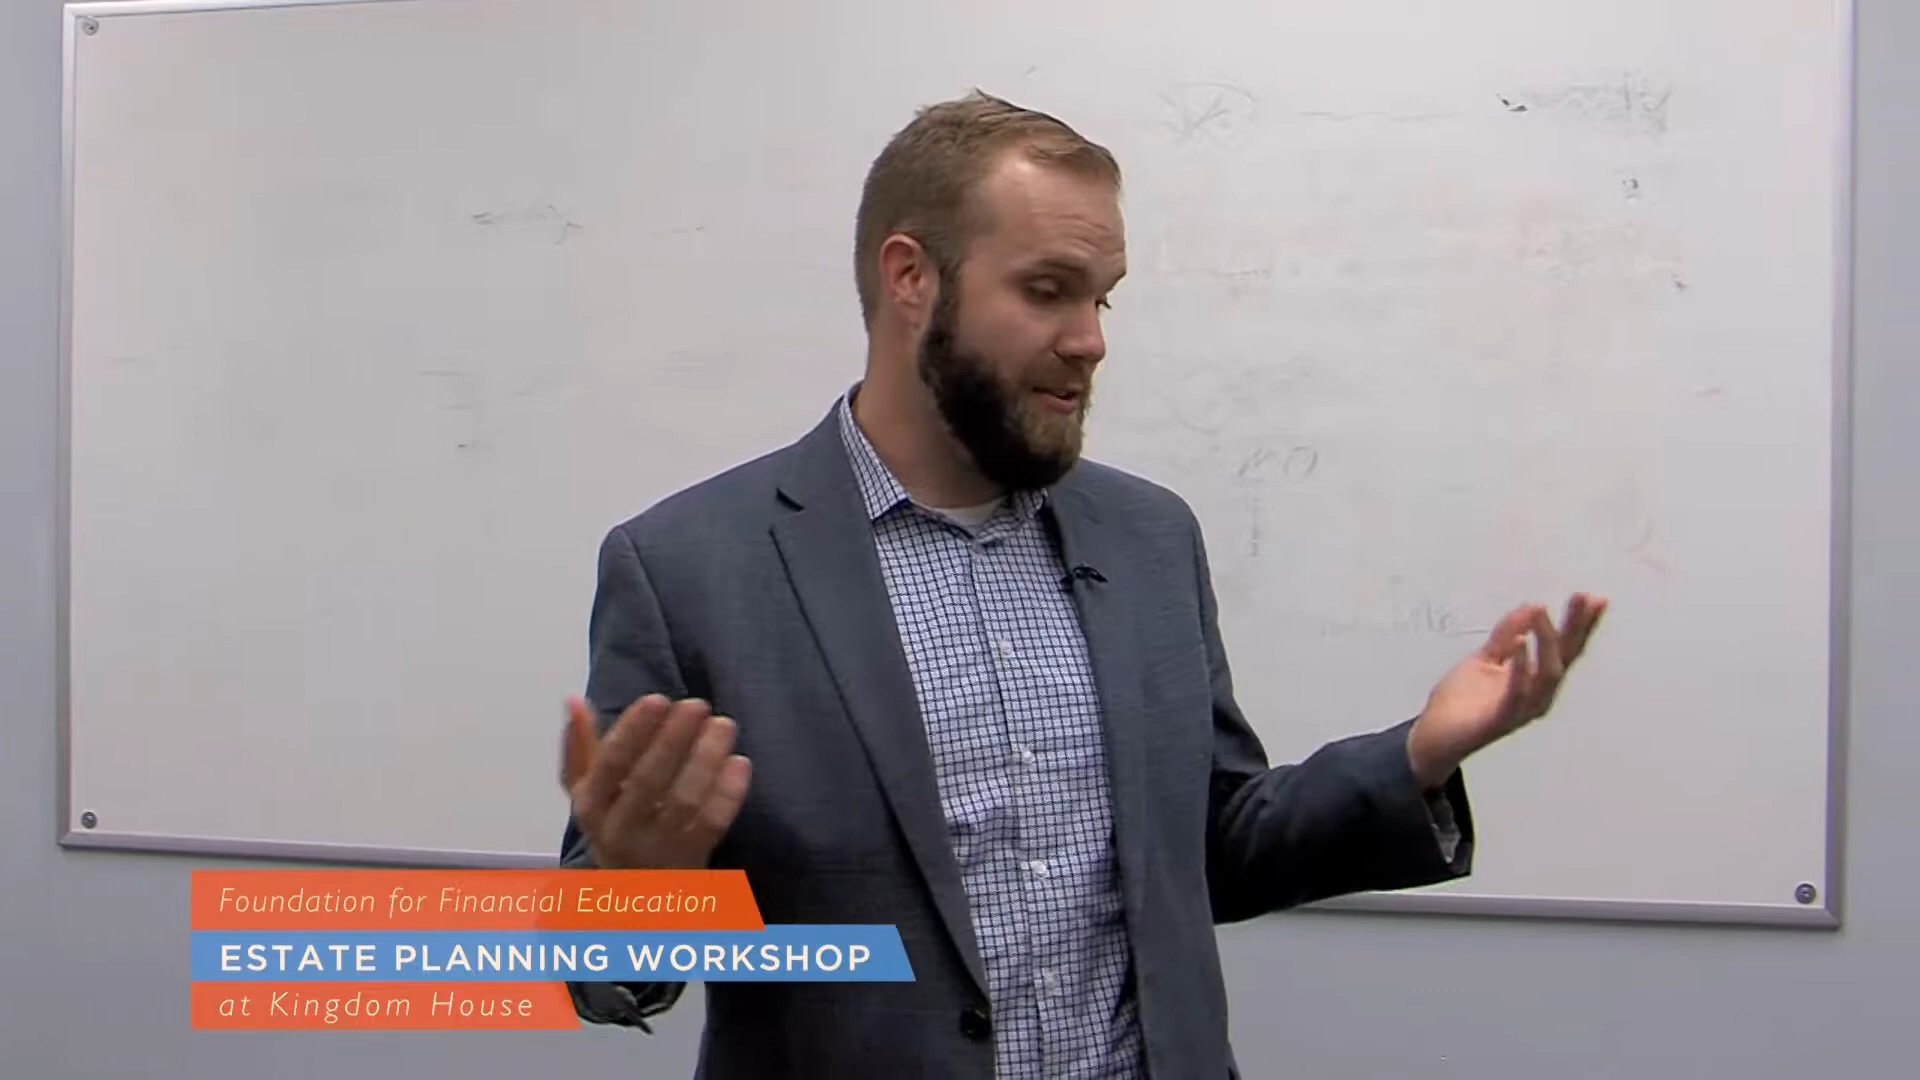 Foundation for Financial Education
ESTATE PLANNING WORKSHOP
at Kingdom House